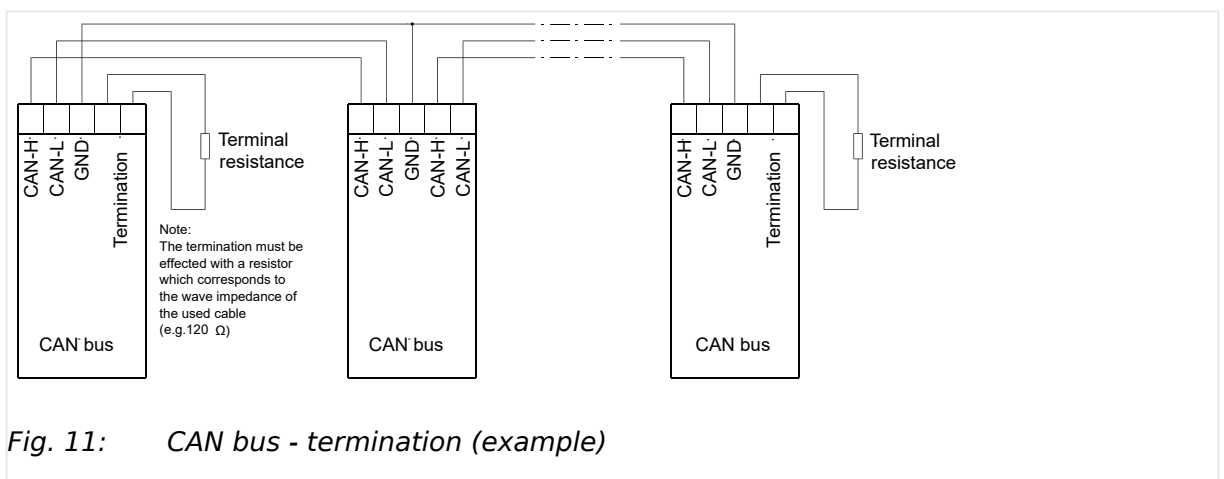 CAN-H
CAN-L
GND
Termination
Terminal
resistance
Note:
The termination must be
effected with a resistor
which corresponds to
the wave impedance of
the used cable
(e.g.120 Ω)
CAN bus
CAN-H
CAN-L
GND
CAN-H
CAN-L
CAN bus
CAN-H
CAN-L
GND
Termination
Terminal
resistance
CAN bus
Fig. 11: CAN bus - termination (example)